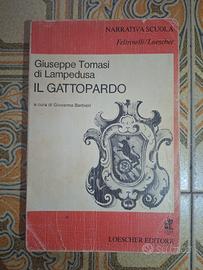 NARRATIVA SCUOLA
Feltrinelli/Loescher
Giuseppe Tomasi
di Lampedusa
IL GATTOPARDO
a cura di Giovanna Barbieri
LOESCHER EDITORE